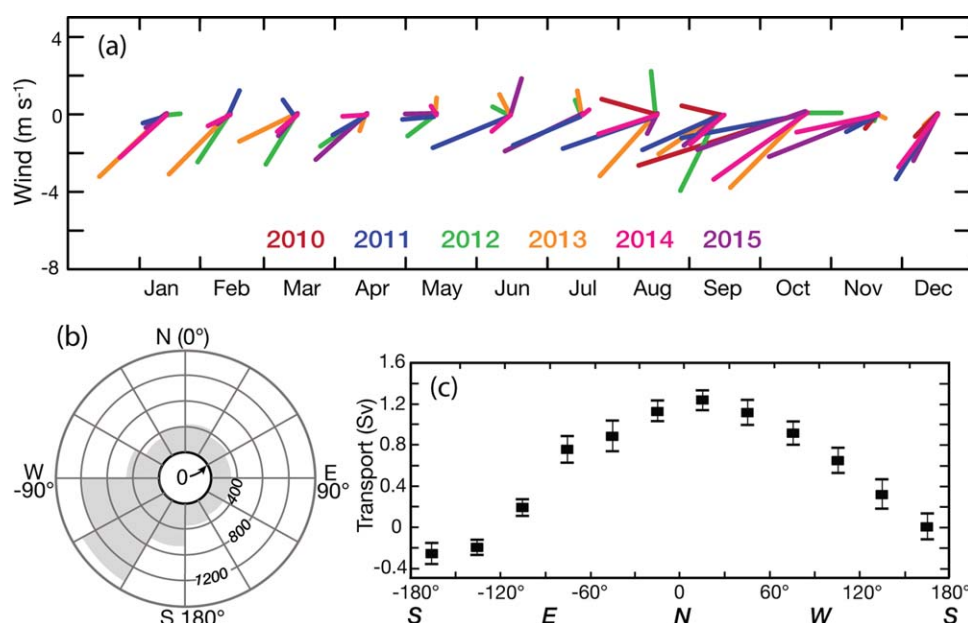 (a)
Wind (m s⁻¹)
4
0
-4
-8
2010 2011 2012 2013 2014 2015
Jan Feb Mar Apr May Jun Jul Aug Sep Oct Nov Dec
(b)
N (0°)
W
-90°
E
90°
0
400
800
1200
S 180°
(c)
Transport (Sv)
1.6
1.2
0.8
0.4
0
-0.4
-180° -120° -60° 0° 60° 120° 180°
S E N W S